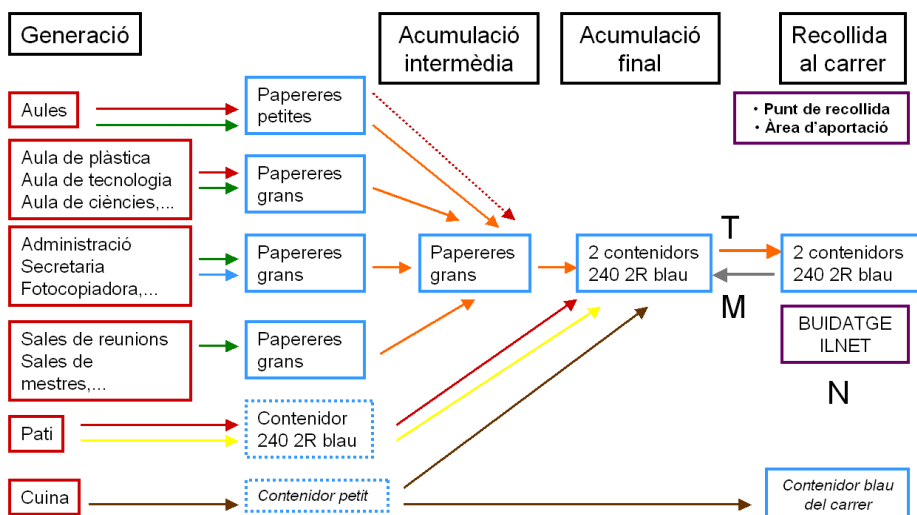 Generació
Acumulació
intermèdia
Acumulació
final
Recollida
al carrer
Aules
Papereres
petites
• Punt de recollida
• Àrea d'aportació
Aula de plàstica
Aula de tecnologia
Aula de ciències,...
Papereres
grans
Administració
Secretaria
Fotocopiadora,...
Papereres
grans
Papereres
grans
2 contenidors
240 2R blau
T
M
2 contenidors
240 2R blau
Sales de reunions
Sales de
mestres,...
Papereres
grans
BUIDATGE
ILNET
N
Pati
Contenidor
240 2R blau
Cuina
Contenidor petit
Contenidor blau
del carrer